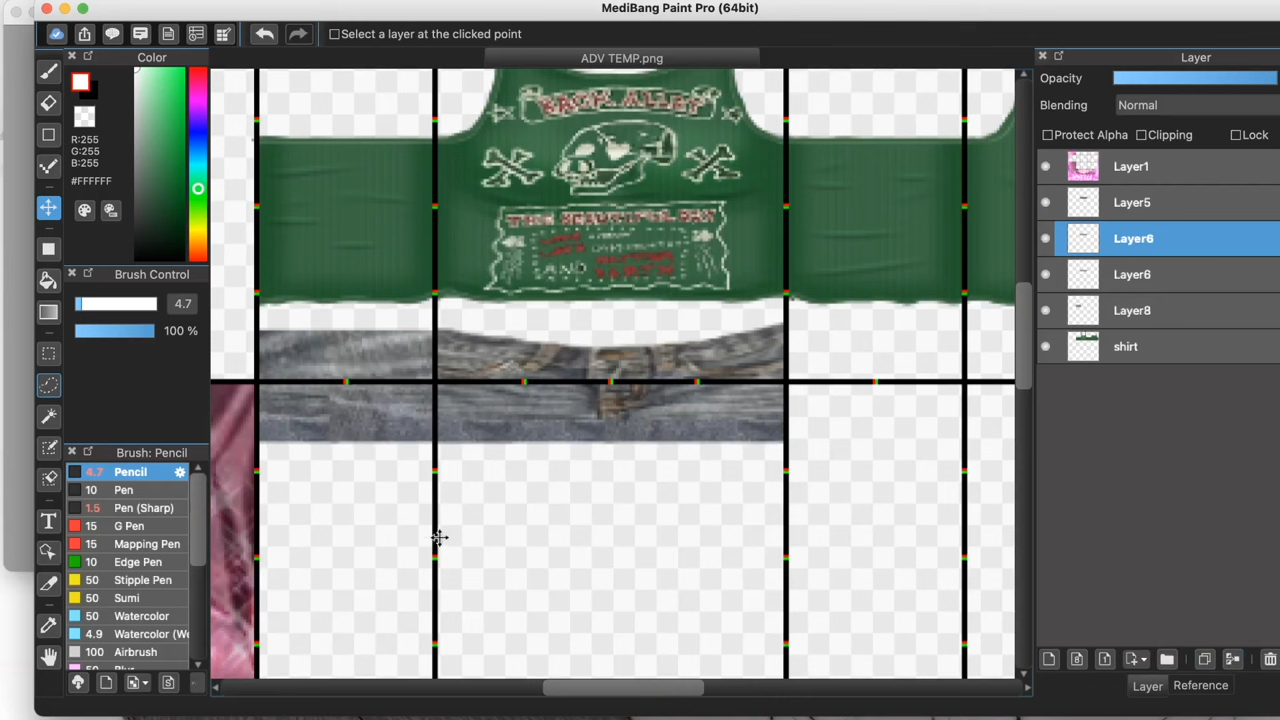 MediBang Paint Pro (64bit)
Select a layer at the clicked point
Color
ADV TEMP.png
Layer
Opacity
Blending
Normal
Protect Alpha
Clipping
Lock
R:255
G:255
B:255
#FFFFFF
Layer1
Layer5
Layer6
Layer6
Layer8
shirt
Brush Control
4.7
100 %
Brush: Pencil
4.7 Pencil
10 Pen
1.5 Pen (Sharp)
15 G Pen
15 Mapping Pen
10 Edge Pen
50 Stipple Pen
50 Sumi
50 Watercolor
4.9 Watercolor (We
100 Airbrush
AND
Layer
Reference